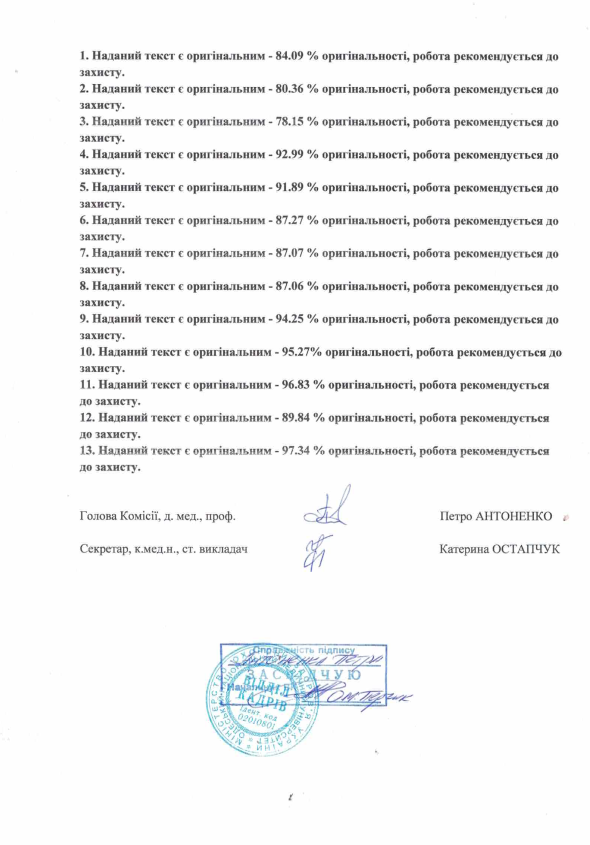 1. Наданий текст є оригінальним - 84.09 % оригінальності, робота рекомендується до
захисту.
2. Наданий текст є оригінальним - 80.36 % оригінальності, робота рекомендується до
захисту.
3. Наданий текст є оригінальним - 78.15 % оригінальності, робота рекомендується до
захисту.
4. Наданий текст є оригінальним - 92.99 % оригінальності, робота рекомендується до
захисту.
5. Наданий текст є оригінальним - 91.89 % оригінальності, робота рекомендується до
захисту.
6. Наданий текст є оригінальним - 87.27 % оригінальності, робота рекомендується до
захисту.
7. Наданий текст є оригінальним - 87.07 % оригінальності, робота рекомендується до
захисту.
8. Наданий текст є оригінальним - 87.06 % оригінальності, робота рекомендується до
захисту.
9. Наданий текст є оригінальним - 94.25 % оригінальності, робота рекомендується до
захисту.
10. Наданий текст є оригінальним - 95.27% оригінальності, робота рекомендується до
захисту.
11. Наданий текст є оригінальним - 96.83 % оригінальності, робота рекомендується
до захисту.
12. Наданий текст є оригінальним - 89.84 % оригінальності, робота рекомендується
до захисту.
13. Наданий текст є оригінальним - 97.34 % оригінальності, робота рекомендується
до захисту.
Голова Комісії, д. мед., проф. Петро АНТОНЕНКО
Секретар, к.мед.н., ст. викладач Катерина ОСТАПЧУК
Справжність підпису
ЗАСВІДЧУЮ
ВІДДІЛ
КАДРІВ
ідент код
02010801